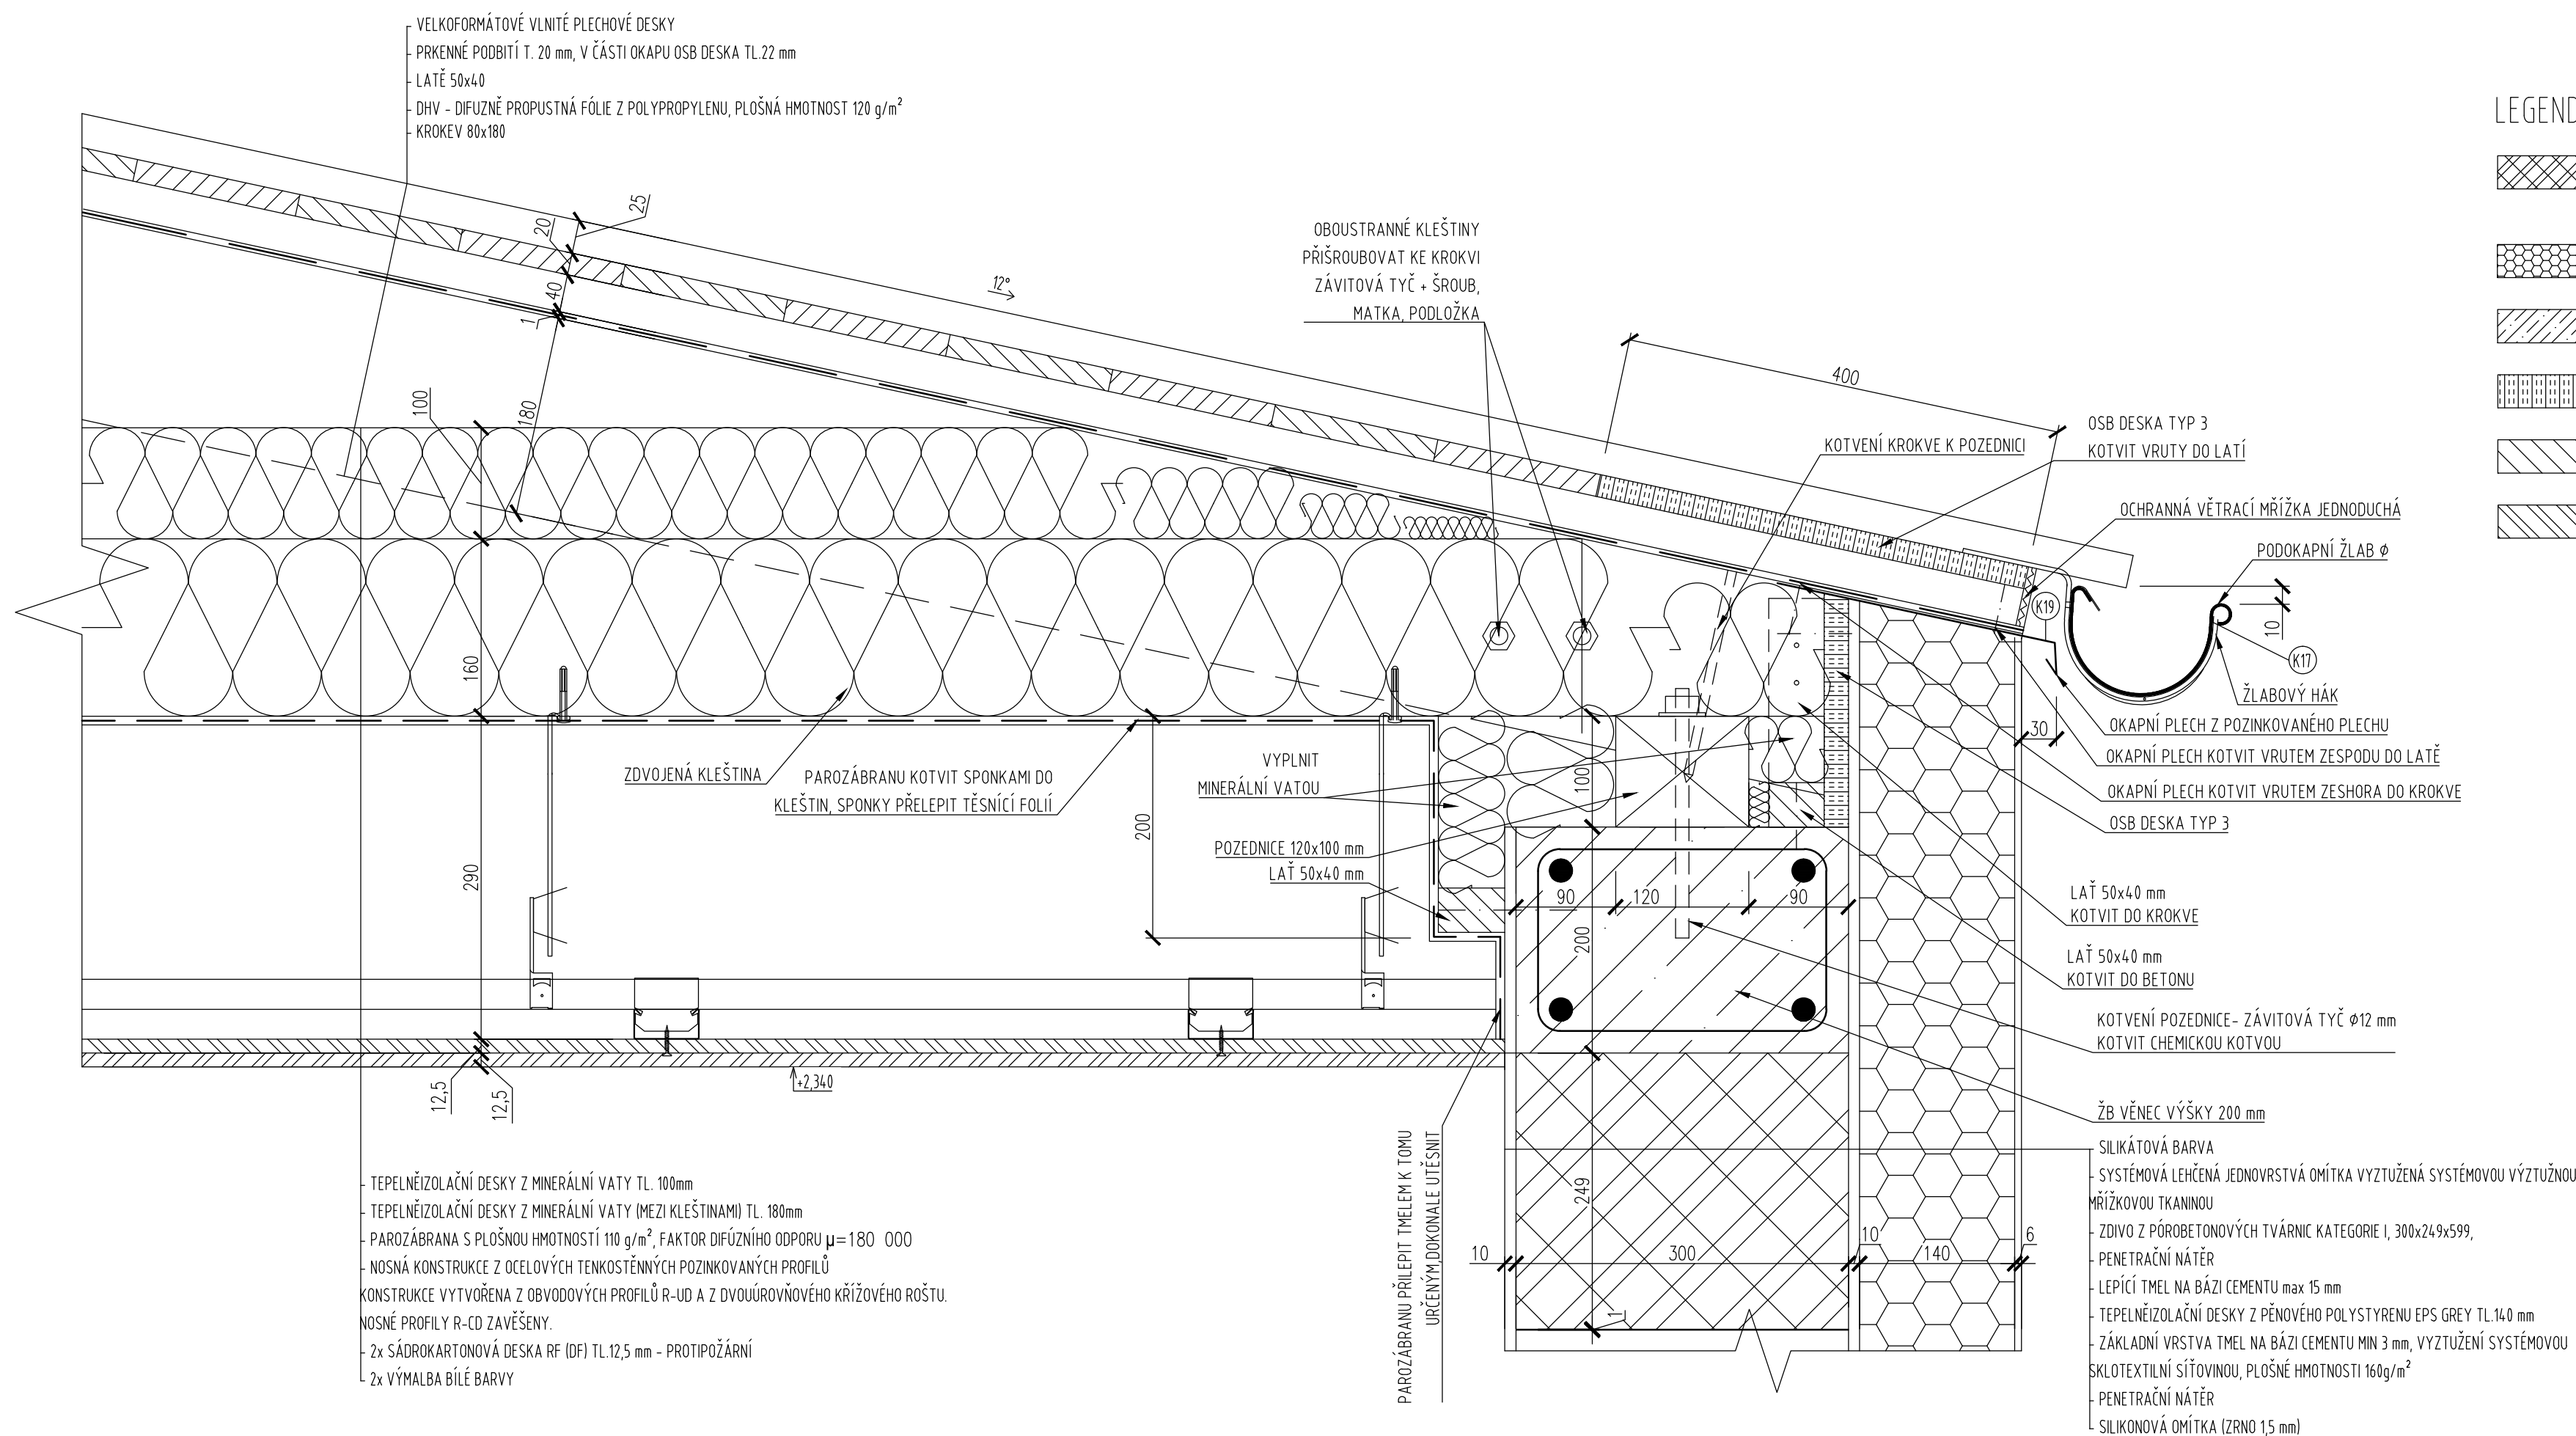 - VELKOFORMÁTOVÉ VLNITÉ PLECHOVÉ DESKY
- PRKENNÉ PODBITÍ T. 20 mm, V ČÁSTI OKAPU OSB DESKA TL.22 mm
- LATĚ 50x40
- DHV - DIFUZNĚ PROPUSTNÁ FÓLIE Z POLYPROPYLENU, PLOŠNÁ HMOTNOST 120 g/m²
- KROKEV 80x180
LEGEND
25
20
40
1
180
100
12°
OBOUSTRANNÉ KLEŠTINY
PŘIŠROUBOVAT KE KROKVI
ZÁVITOVÁ TYČ + ŠROUB,
MATKA, PODLOŽKA
400
KOTVENÍ KROKVE K POZEDNICI
OSB DESKA TYP 3
KOTVIT VRUTY DO LATÍ
OCHRANNÁ VĚTRACÍ MŘÍŽKA JEDNODUCHÁ
PODOKAPNÍ ŽLAB Ø
K19
10
K17
ŽLABOVÝ HÁK
30
OKAPNÍ PLECH Z POZINKOVANÉHO PLECHU
OKAPNÍ PLECH KOTVIT VRUTEM ZESPODU DO LATĚ
OKAPNÍ PLECH KOTVIT VRUTEM ZESHORA DO KROKVE
OSB DESKA TYP 3
LAŤ 50x40 mm
KOTVIT DO KROKVE
LAŤ 50x40 mm
KOTVIT DO BETONU
KOTVENÍ POZEDNICE- ZÁVITOVÁ TYČ Ø12 mm
KOTVIT CHEMICKOU KOTVOU
ŽB VĚNEC VÝŠKY 200 mm
160
290
12,5
12,5
+2,340
ZDVOJENÁ KLEŠTINA
PAROZÁBRANU KOTVIT SPONKAMI DO
KLEŠTIN, SPONKY PŘELEPIT TĚSNÍCÍ FOLIÍ
200
VYPLNIT
MINERÁLNÍ VATOU
POZEDNICE 120x100 mm
LAŤ 50x40 mm
100
90
120
90
200
249
1
10
300
10
140
6
PAROZÁBRANU PŘILEPIT TMELEM K TOMU
URČENÝM,DOKONALE UTĚSNIT
- TEPELNĚIZOLAČNÍ DESKY Z MINERÁLNÍ VATY TL. 100mm
- TEPELNĚIZOLAČNÍ DESKY Z MINERÁLNÍ VATY (MEZI KLEŠTINAMI) TL. 180mm
- PAROZÁBRANA S PLOŠNOU HMOTNOSTÍ 110 g/m², FAKTOR DIFÚZNÍHO ODPORU μ=180 000
- NOSNÁ KONSTRUKCE Z OCELOVÝCH TENKOSTĚNNÝCH POZINKOVANÝCH PROFILŮ
KONSTRUKCE VYTVOŘENA Z OBVODOVÝCH PROFILŮ R-UD A Z DVOUÚROVŇOVÉHO KŘÍŽOVÉHO ROŠTU.
NOSNÉ PROFILY R-CD ZAVĚŠENY.
- 2x SÁDROKARTONOVÁ DESKA RF (DF) TL.12,5 mm - PROTIPOŽÁRNÍ
- 2x VÝMALBA BÍLÉ BARVY
- SILIKÁTOVÁ BARVA
- SYSTÉMOVÁ LEHČENÁ JEDNOVRSTVÁ OMÍTKA VYZTUŽENÁ SYSTÉMOVOU VÝZTUŽNOU
MŘÍŽKOVOU TKANINOU
- ZDIVO Z PÓROBETONOVÝCH TVÁRNIC KATEGORIE I, 300x249x599,
- PENETRAČNÍ NÁTĚR
- LEPÍCÍ TMEL NA BÁZI CEMENTU max 15 mm
- TEPELNĚIZOLAČNÍ DESKY Z PĚNOVÉHO POLYSTYRENU EPS GREY TL.140 mm
- ZÁKLADNÍ VRSTVA TMEL NA BÁZI CEMENTU MIN 3 mm, VYZTUŽENÍ SYSTÉMOVOU
SKLOTEXTILNÍ SÍŤOVINOU, PLOŠNÉ HMOTNOSTI 160g/m²
- PENETRAČNÍ NÁTĚR
- SILIKONOVÁ OMÍTKA (ZRNO 1,5 mm)